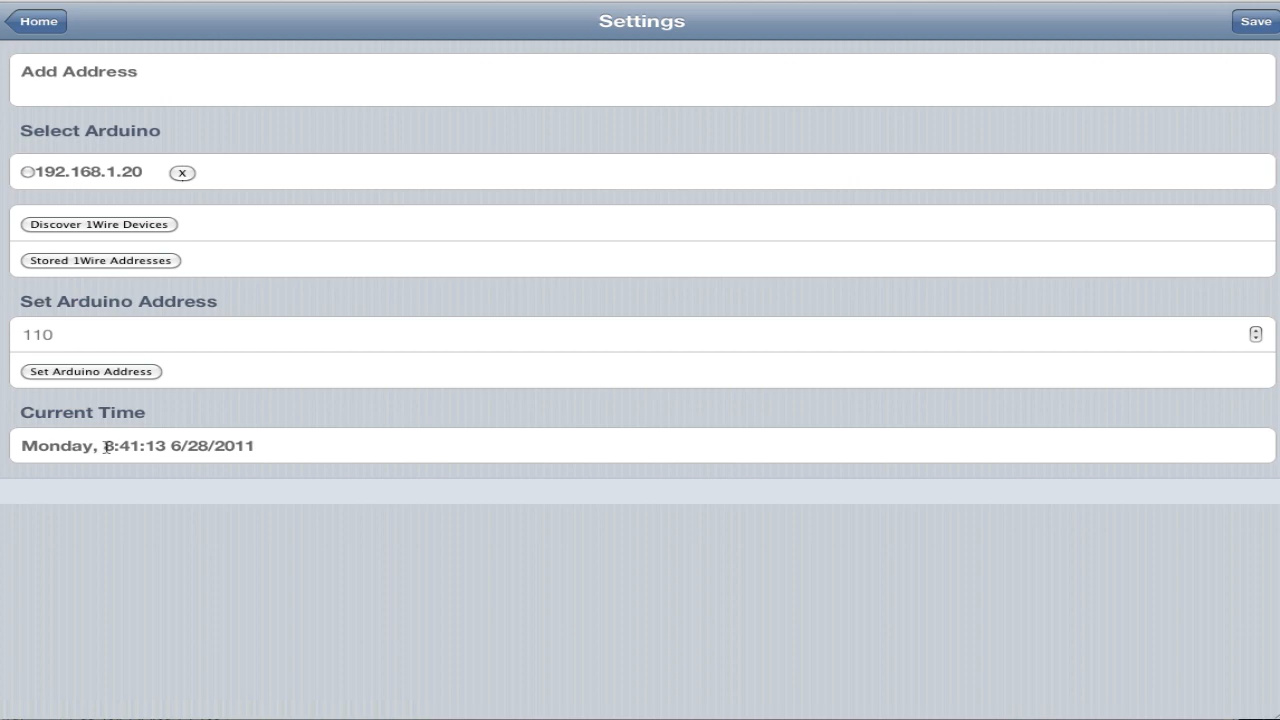 Home
Settings
Save
Add Address
Select Arduino
192.168.1.20
x
Discover 1Wire Devices
Stored 1Wire Addresses
Set Arduino Address
110
Set Arduino Address
Current Time
Monday, 8:41:13 6/28/2011